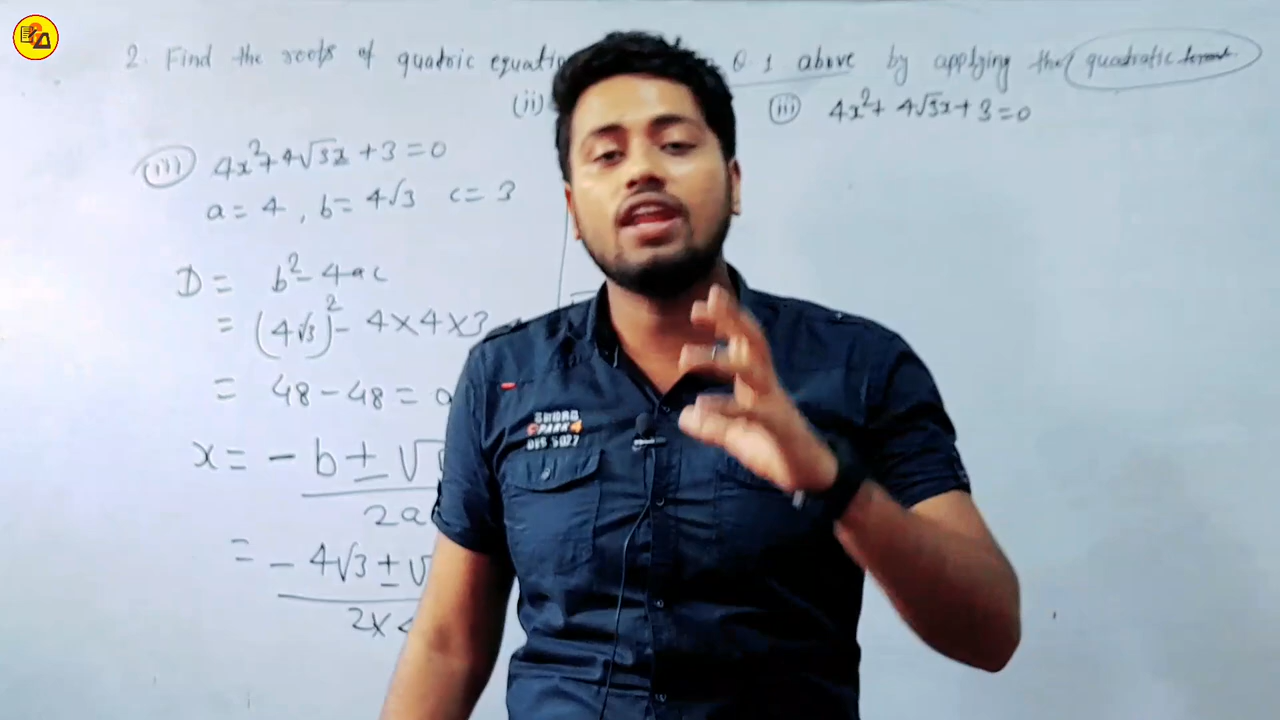 2. Find the roots of quadric equation Q.1 above by applying the quadratic
(ii) (iii) 4x²+ 4√3x+ 3=0
(iii) 4x²+4√3x +3=0
a= 4 , b= 4√3 c= 3
D= b²-4ac
= (4√3)²- 4×4×3
= 48-48= 0
x= -b±√
2a
= -4√3±√
2×
SPARK